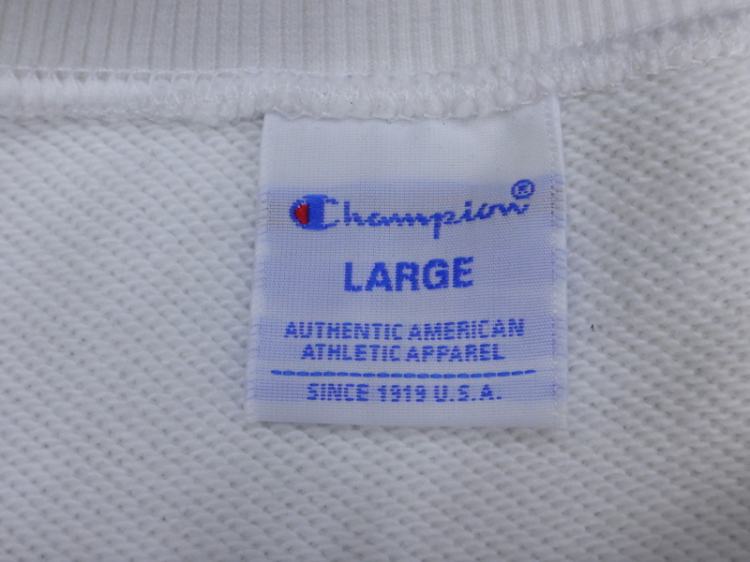 Champion®
LARGE
AUTHENTIC AMERICAN
ATHLETIC APPAREL
SINCE 1919 U.S.A.